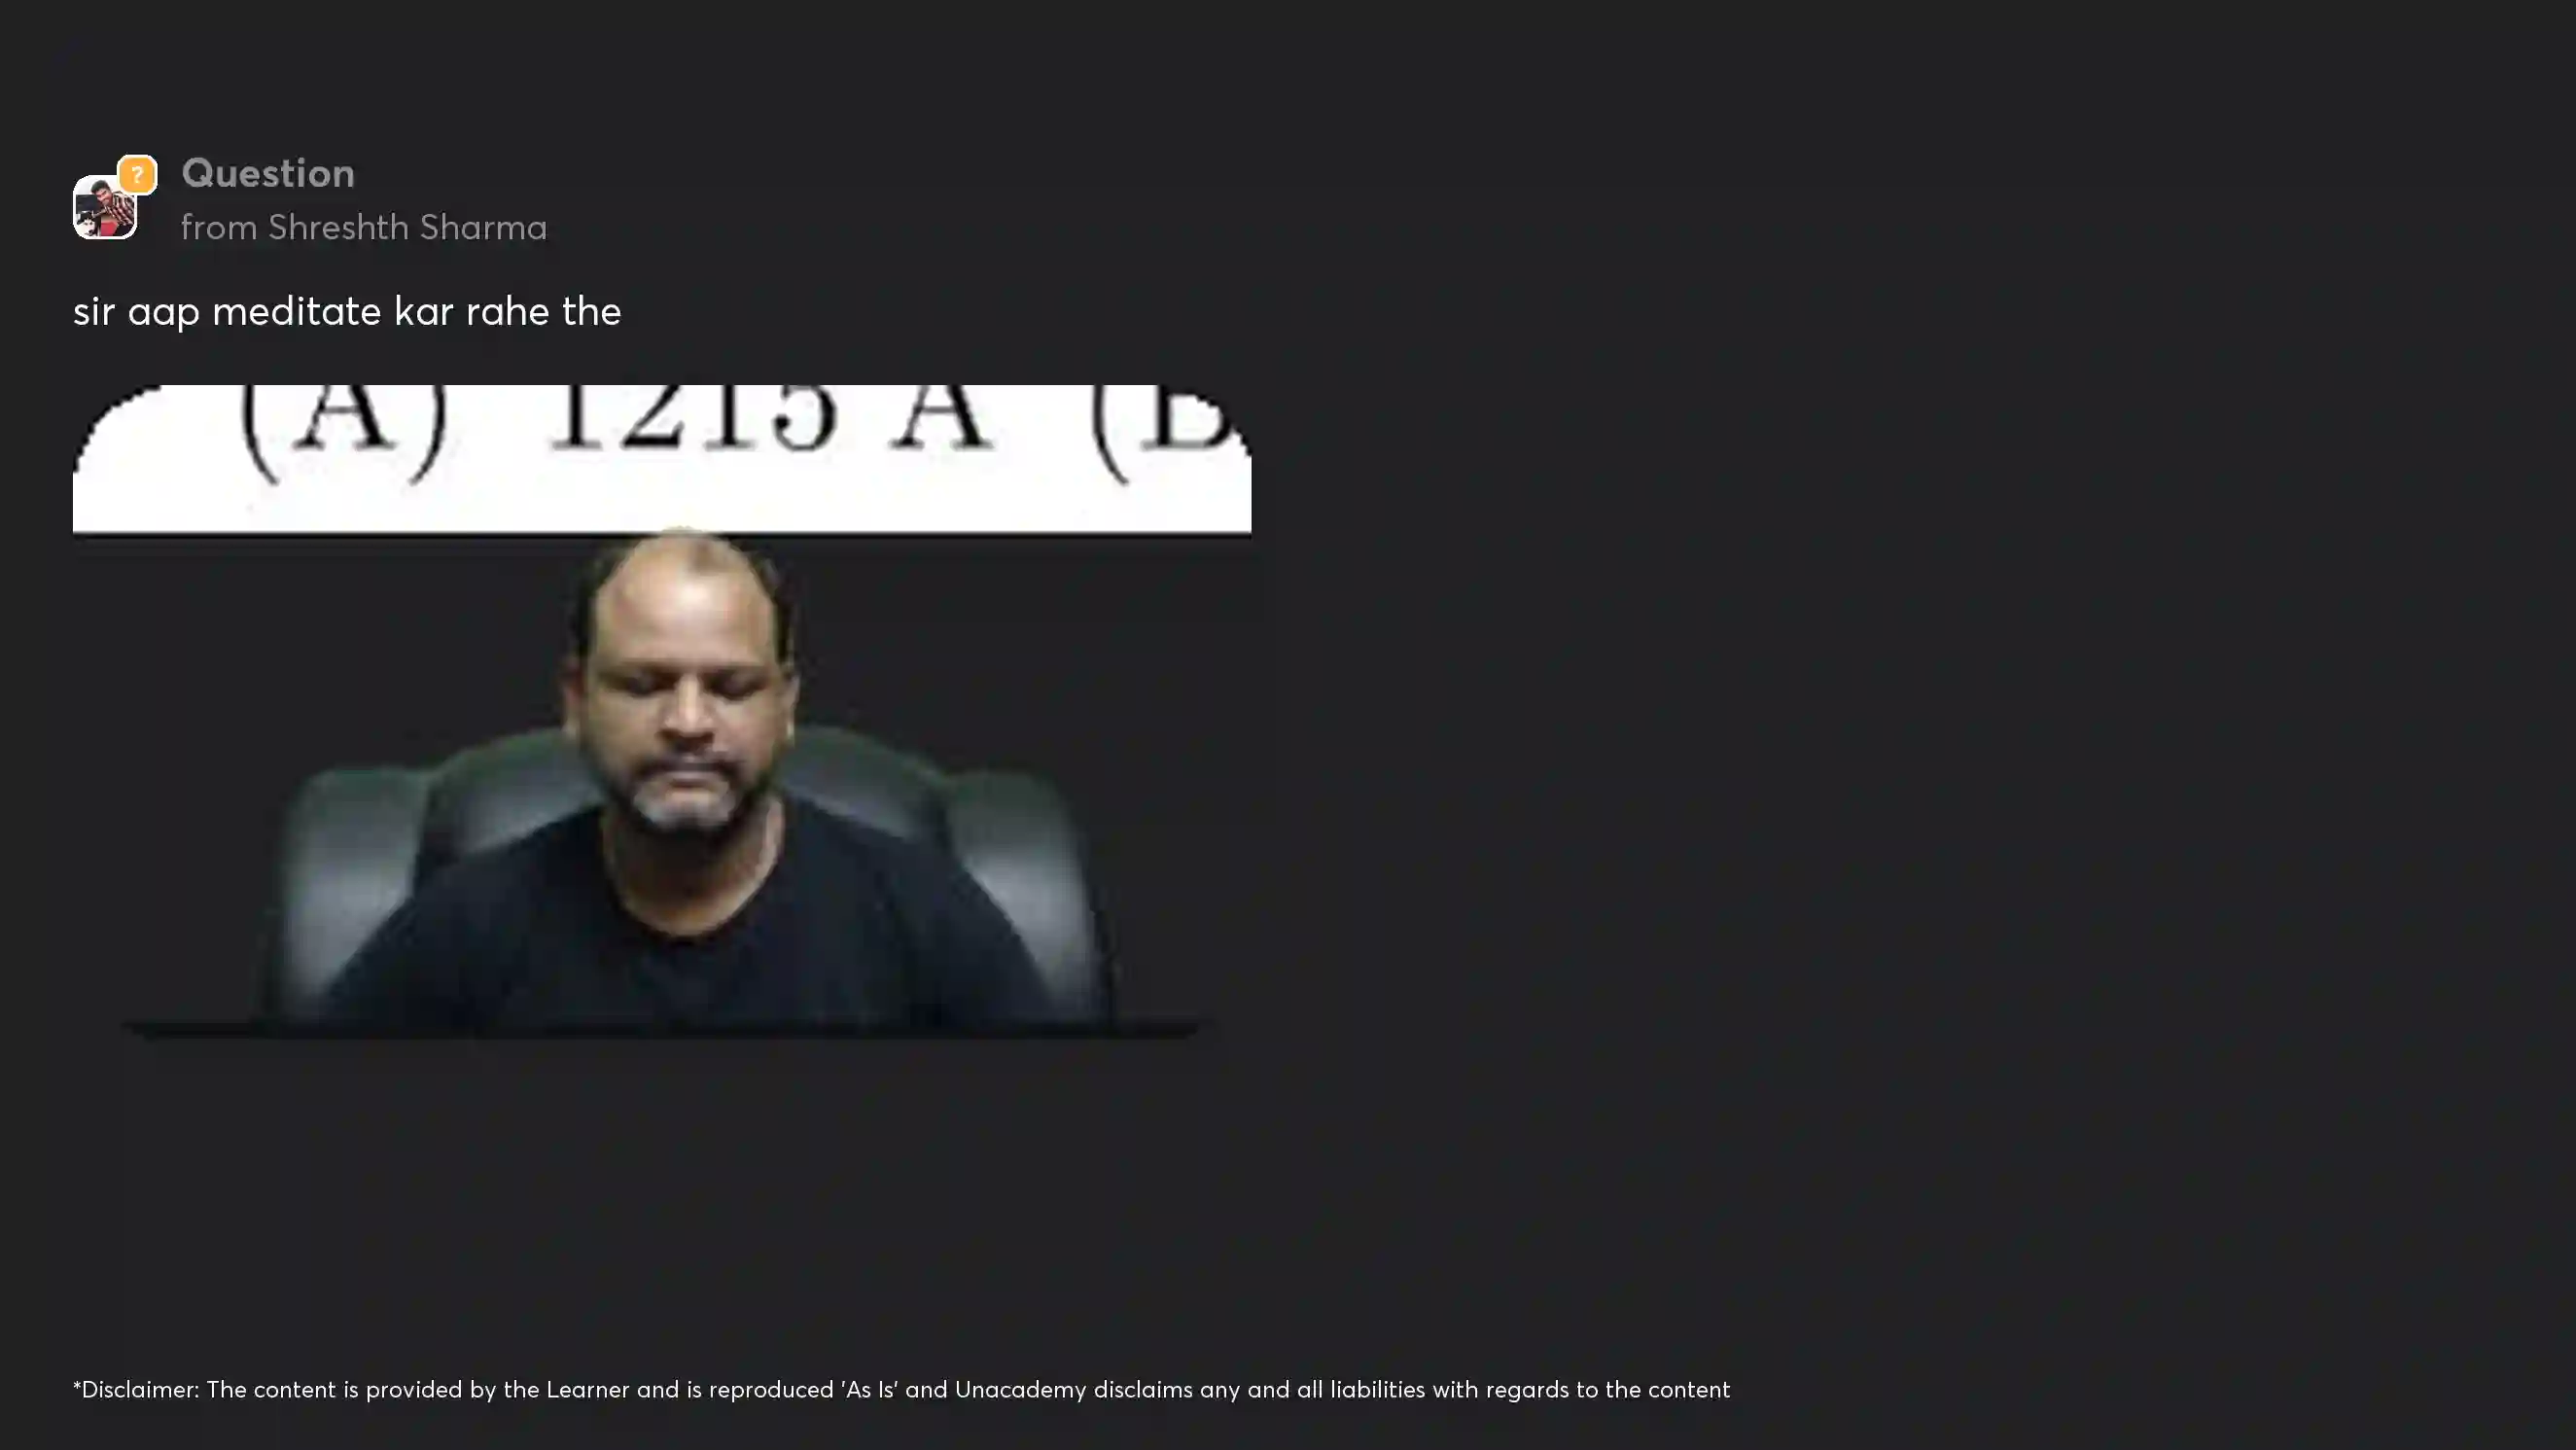 ?
Question
from Shreshth Sharma
sir aap meditate kar rahe the
(A) 1215 A (B
*Disclaimer: The content is provided by the Learner and is reproduced 'As Is' and Unacademy disclaims any and all liabilities with regards to the content